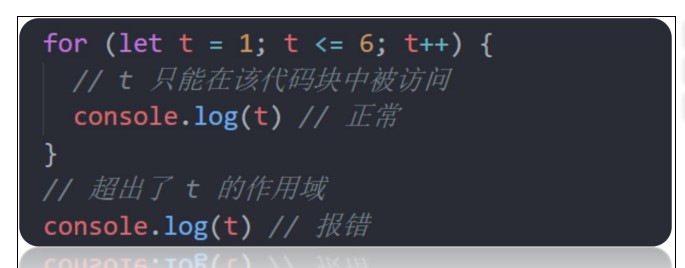 for (let t = 1; t <= 6; t++) {
  // t 只能在该代码块中被访问
  console.log(t) // 正常
}
// 超出了 t 的作用域
console.log(t) // 报错